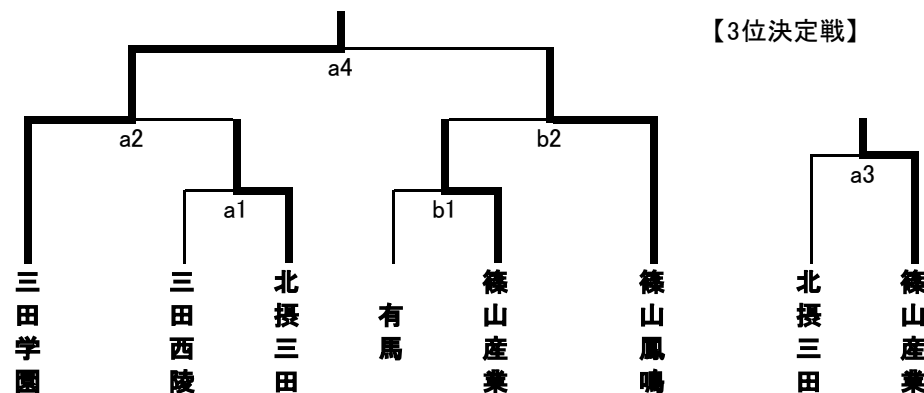 【3位決定戦】
a4
a2
b2
a3
a1
b1
三田学園
三田西陵
北摂三田
有馬
篠山産業
篠山鳳鳴
北摂三田
篠山産業